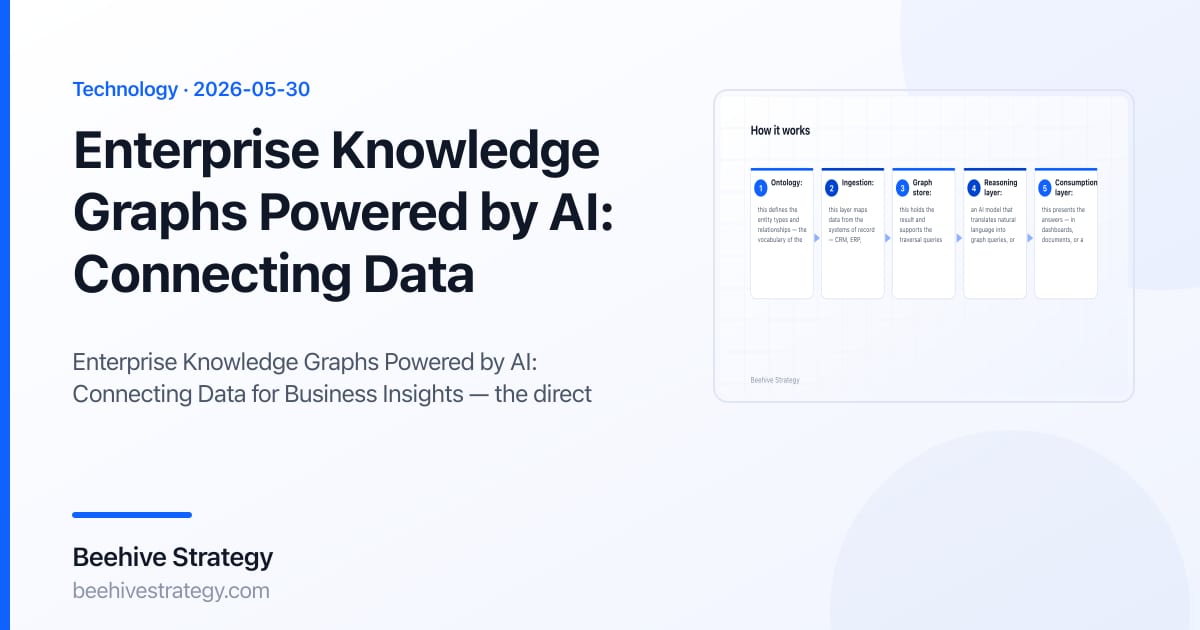 Technology · 2026-05-30
Enterprise Knowledge
Graphs Powered by AI:
Connecting Data
Enterprise Knowledge Graphs Powered by AI:
Connecting Data for Business Insights — the direct
Beehive Strategy
beehivestrategy.com
How it works
1 Ontology:
this defines the
entity types and
relationships — the
vocabulary of the
2 Ingestion:
this layer maps
data from the
systems of record
— CRM, ERP,
3 Graph
store:
this holds the
result and
supports the
traversal queries
4 Reasoning
layer:
an AI model that
translates natural
language into
graph queries, or
5 Consumption
layer:
this presents the
answers — in
dashboards,
documents, or a
Beehive Strategy